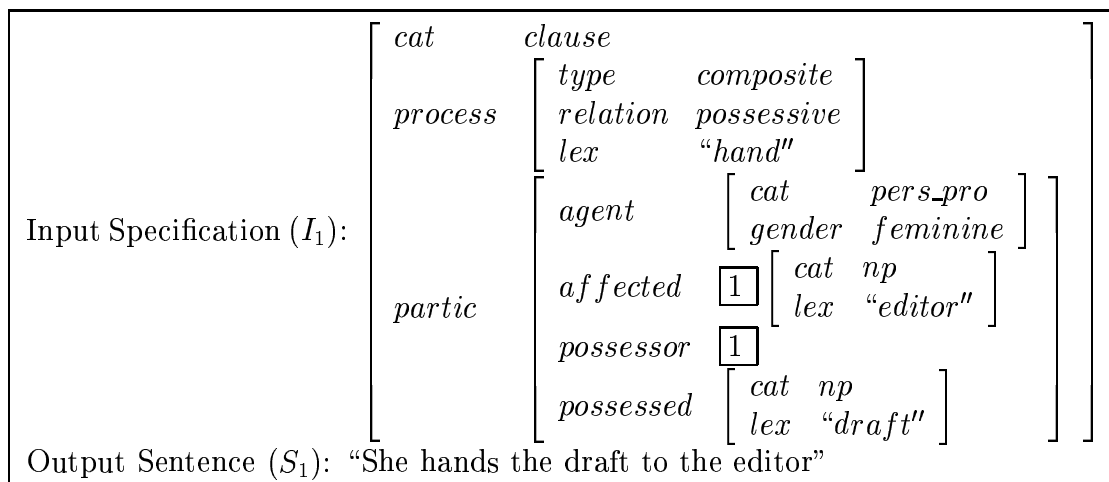 cat clause
type composite
process relation possessive
lex “hand”
agent cat pers_pro
gender feminine
Input Specification (I₁):
affected 1 cat np
lex “editor”
partic
possessor 1
possessed cat np
lex “draft”
Output Sentence (S₁): “She hands the draft to the editor”